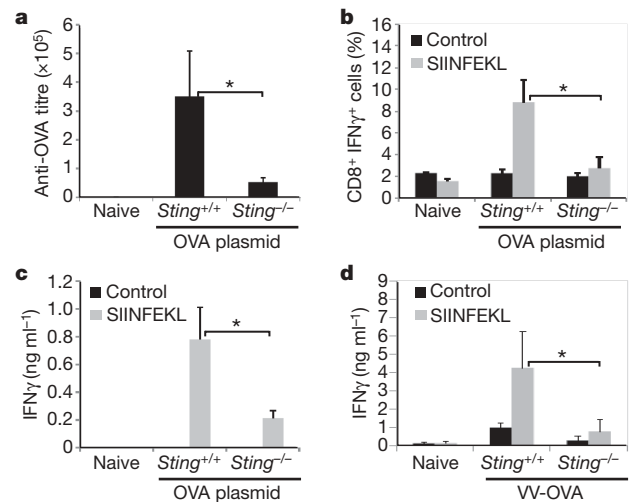 a
Anti-OVA titre (×10⁵)
6
5
4
3
2
1
0
*
Naive Sting+/+ Sting–/–
OVA plasmid
b
CD8+ IFNγ+ cells (%)
16
14
12
10
8
6
4
2
0
Control
SIINFEKL
*
Naive Sting+/+ Sting–/–
OVA plasmid
c
IFNγ (ng ml–1)
1.2
1.0
0.8
0.6
0.4
0.2
0
Control
SIINFEKL
*
Naive Sting+/+ Sting–/–
OVA plasmid
d
IFNγ (ng ml–1)
9
8
7
6
5
4
3
2
1
0
Control
SIINFEKL
*
Naive Sting+/+ Sting–/–
VV-OVA